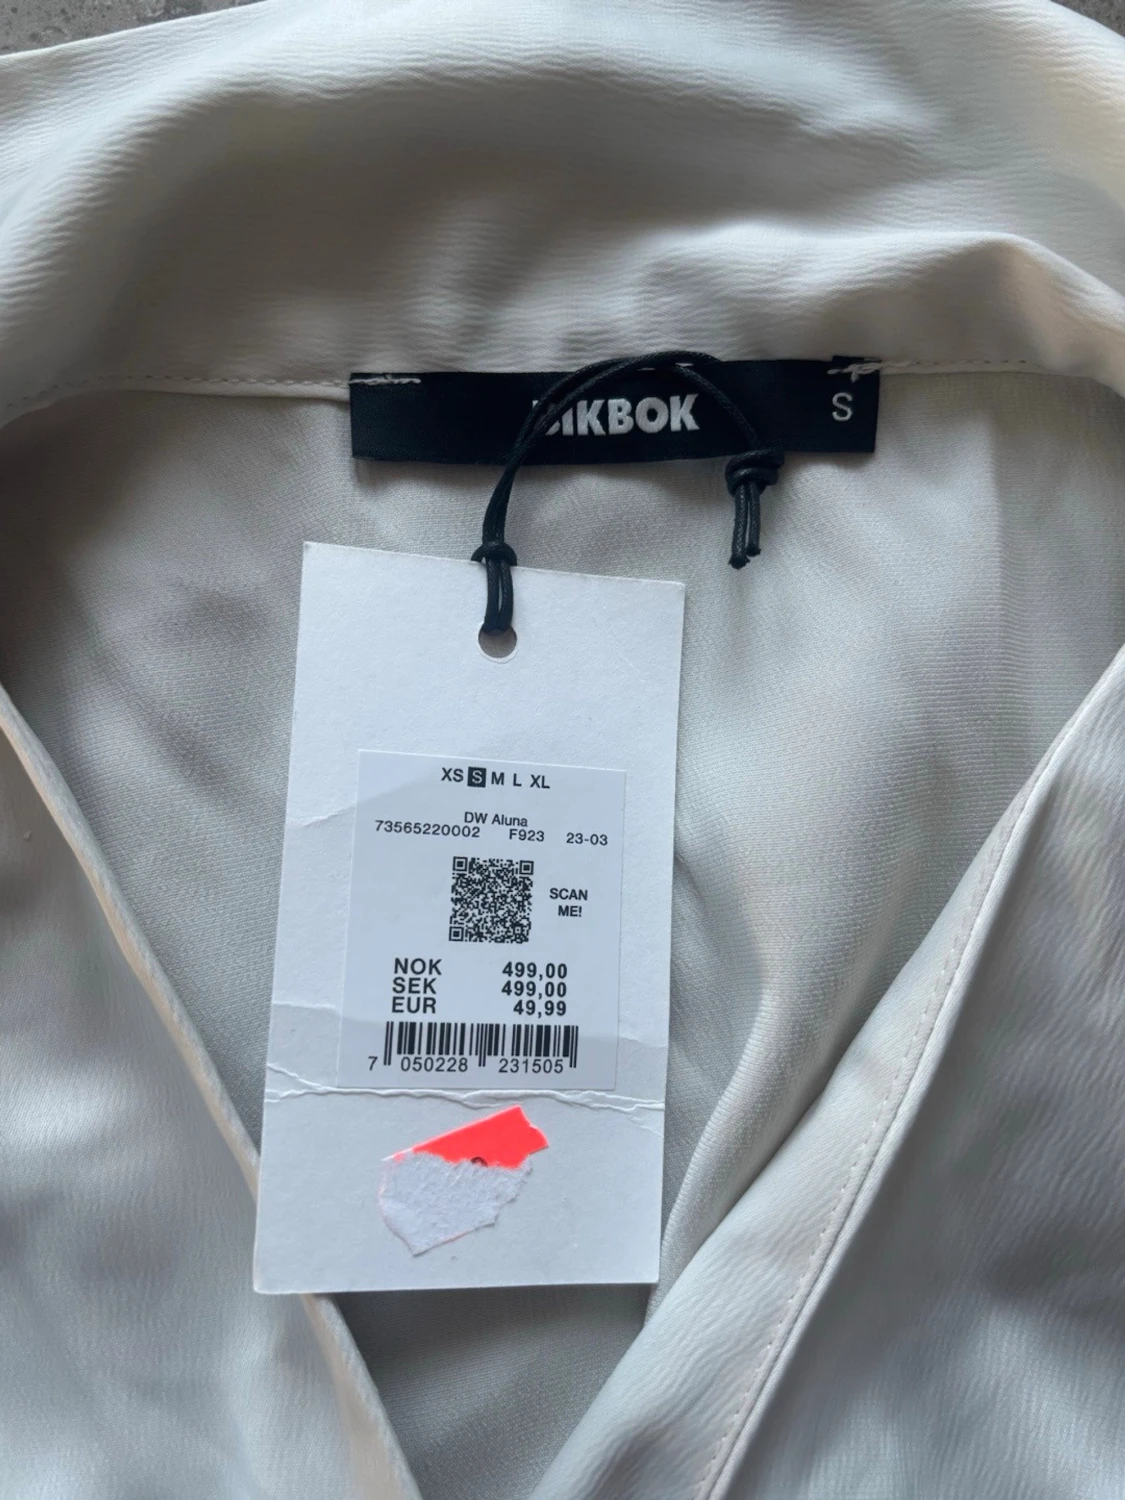 BIKBOK
S
XS S M L XL
DW Aluna
73565220002 F923 23-03
SCAN
ME!
NOK 499,00
SEK 499,00
EUR 49,99
7 050228 231505